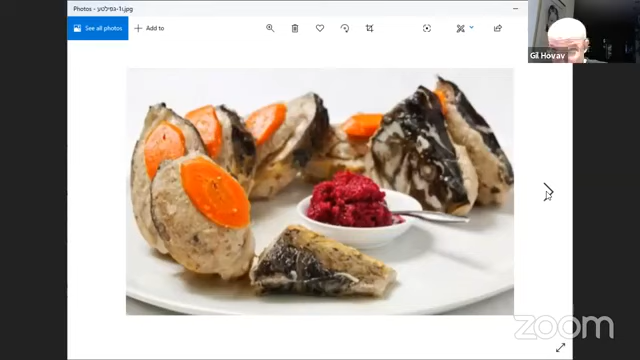 Photos - גפילטע-1.jpg
See all photos
Add to
Gil Hovav
zoom